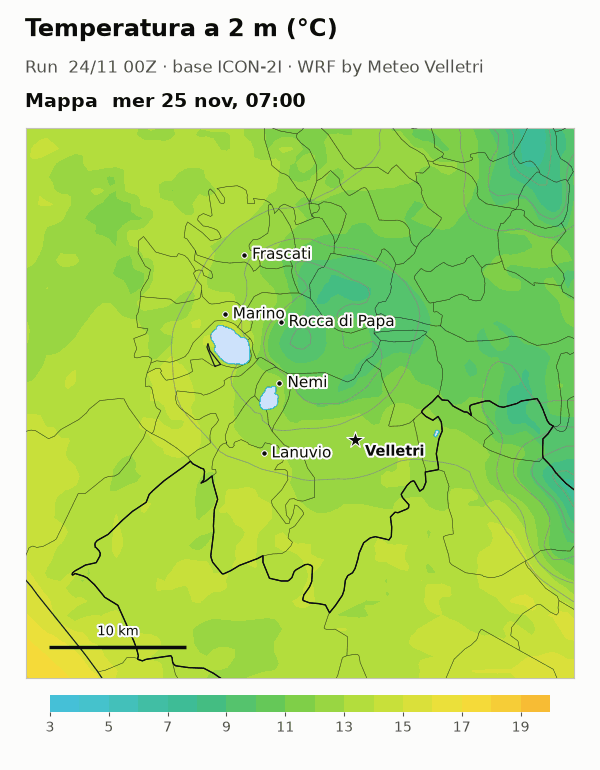 Temperatura a 2 m (°C)
Run  24/11 00Z · base ICON-2I · WRF by Meteo Velletri
Mappa  mer 25 nov, 07:00
Frascati
Marino
Rocca di Papa
Nemi
Velletri
Lanuvio
10 km
3 5 7 9 11 13 15 17 19